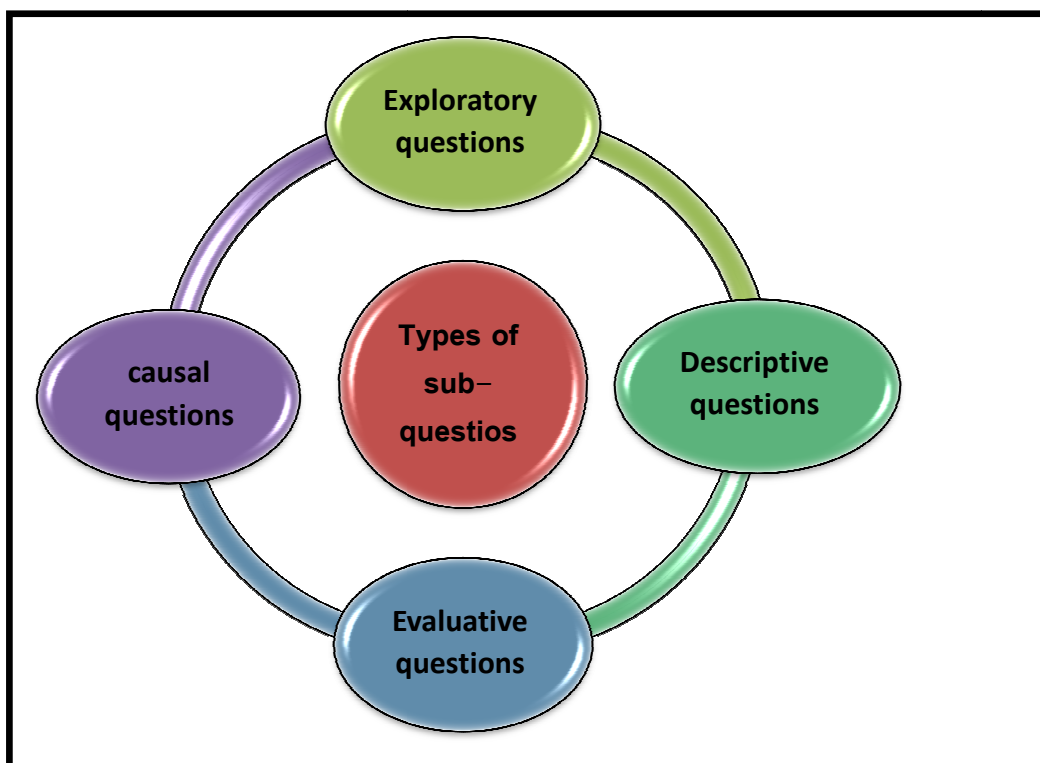 Exploratory
questions
Types of
sub-
questios
causal
questions
Descriptive
questions
Evaluative
questions